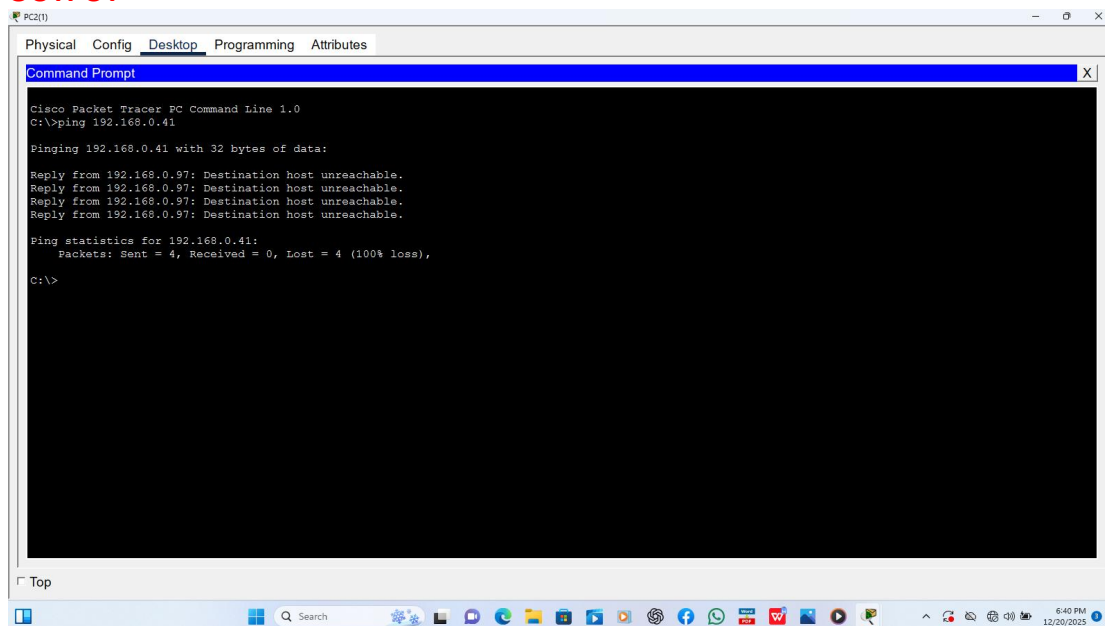 PC2(1)
Physical Config Desktop Programming Attributes
Command Prompt X
Cisco Packet Tracer PC Command Line 1.0
C:\>ping 192.168.0.41
Pinging 192.168.0.41 with 32 bytes of data:
Reply from 192.168.0.97: Destination host unreachable.
Reply from 192.168.0.97: Destination host unreachable.
Reply from 192.168.0.97: Destination host unreachable.
Reply from 192.168.0.97: Destination host unreachable.
Ping statistics for 192.168.0.41:
Packets: Sent = 4, Received = 0, Lost = 4 (100% loss),
C:\>
Top
Search
6:40 PM
12/20/2025